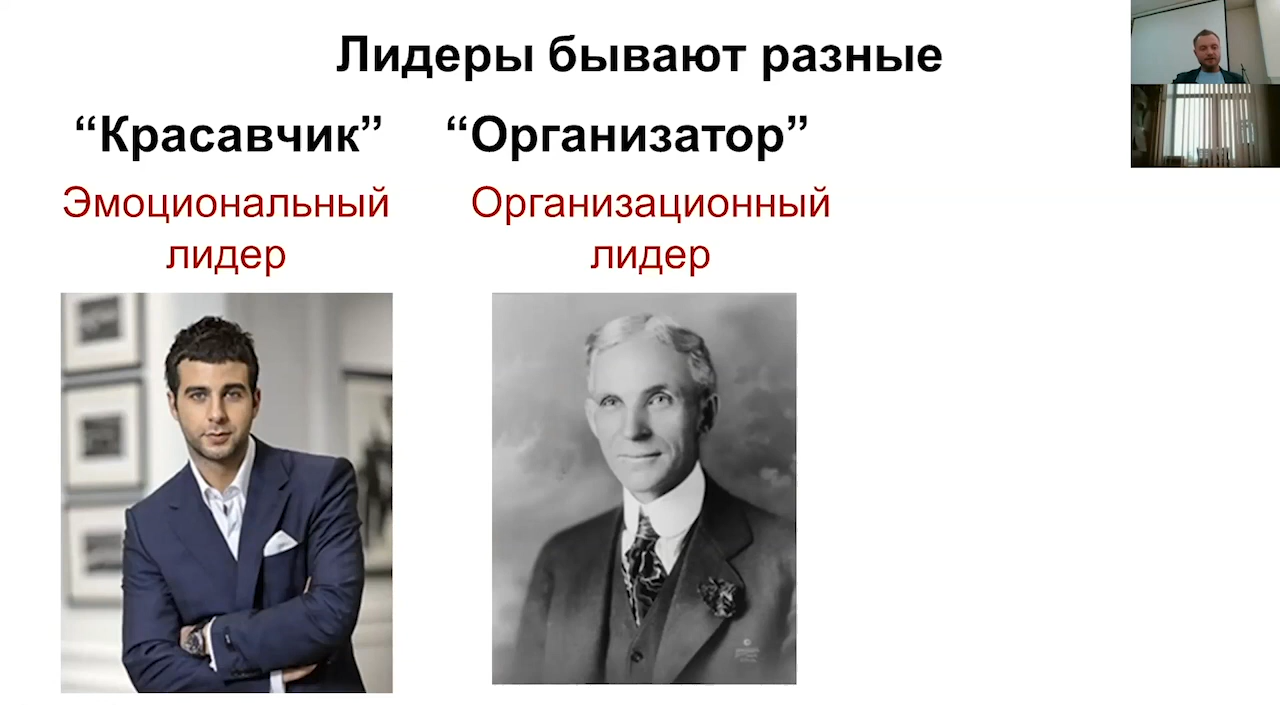 Лидеры бывают разные
“Красавчик” “Организатор”
Эмоциональный лидер
Организационный лидер